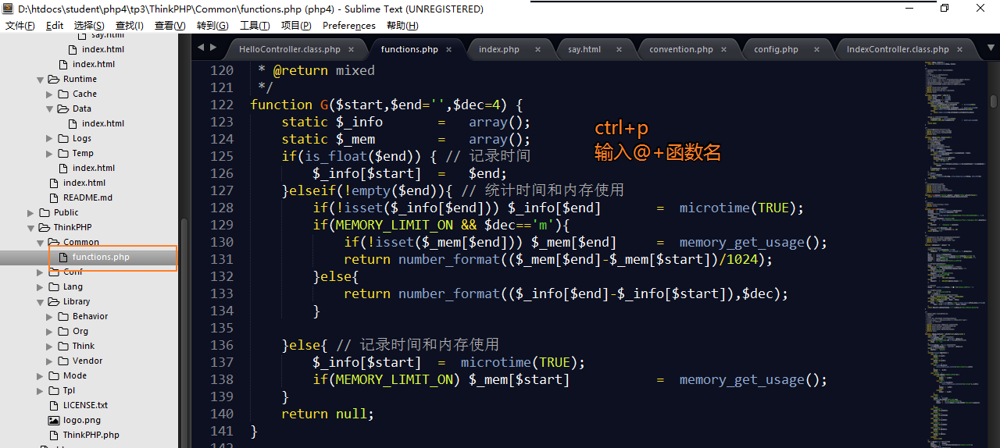 D:\htdocs\student\php4\tp3\ThinkPHP\Common\functions.php (php4) - Sublime Text (UNREGISTERED)
文件(F) Edit 选择(S) 查找(I) 查看(V) 转到(G) 工具(T) 项目(P) Preferences 帮助(H)
say.html
index.html
index.html
Runtime
Cache
Data
index.html
Logs
Temp
index.html
index.html
README.md
Public
ThinkPHP
Common
functions.php
Conf
Lang
Library
Behavior
Org
Think
Vendor
Mode
Tpl
LICENSE.txt
logo.png
ThinkPHP.php
HelloController.class.php × functions.php × index.php × say.html × convention.php × config.php × IndexController.class.php ×
120 * @return mixed
121 */
122 function G($start,$end='',$dec=4) {
123 static $_info = array();
124 static $_mem = array();
125 if(is_float($end)) { // 记录时间
126 $_info[$start] = $end;
127 }elseif(!empty($end)){ // 统计时间和内存使用
128 if(!isset($_info[$end])) $_info[$end] = microtime(TRUE);
129 if(MEMORY_LIMIT_ON && $dec=='m'){
130 if(!isset($_mem[$end])) $_mem[$end] = memory_get_usage();
131 return number_format(($_mem[$end]-$_mem[$start])/1024);
132 }else{
133 return number_format(($_info[$end]-$_info[$start]),$dec);
134 }
135
136 }else{ // 记录时间和内存使用
137 $_info[$start] = microtime(TRUE);
138 if(MEMORY_LIMIT_ON) $_mem[$start] = memory_get_usage();
139 }
140 return null;
141 }
142
ctrl+p
输入@+函数名